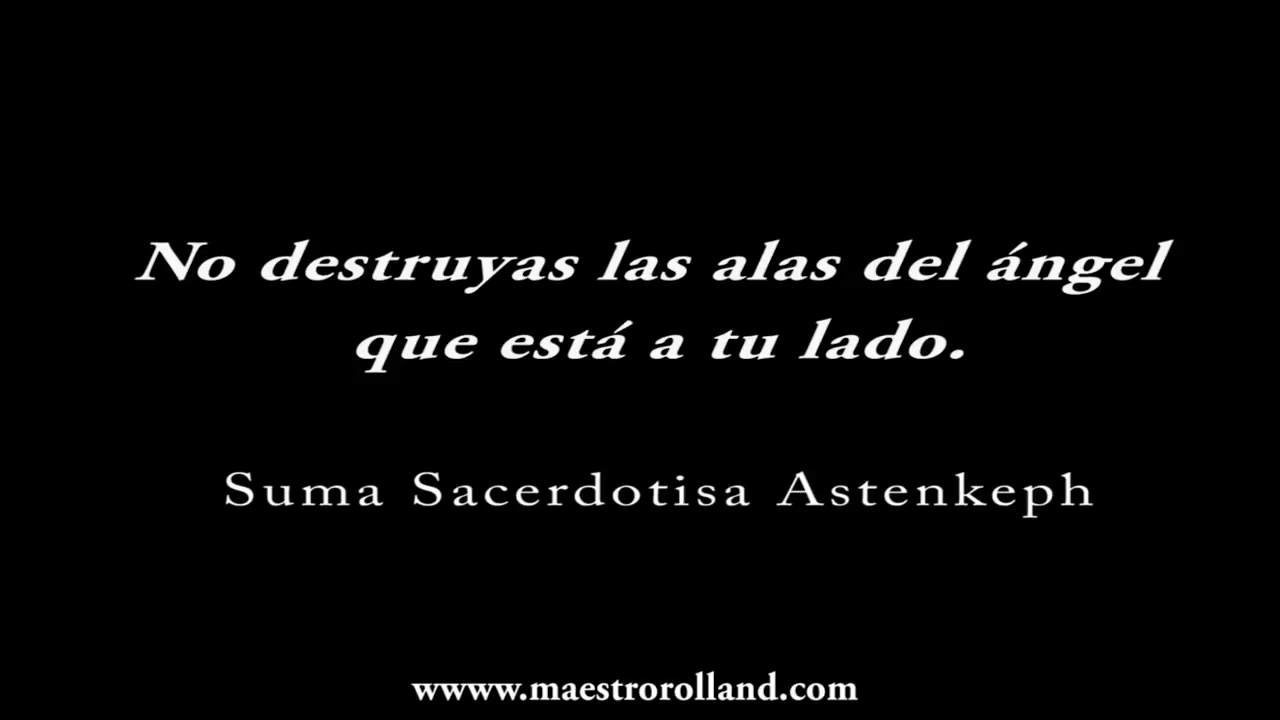 No destruyas las alas del ángel
que está a tu lado.
Suma Sacerdotisa Astenkeph
wwww.maestrorolland.com